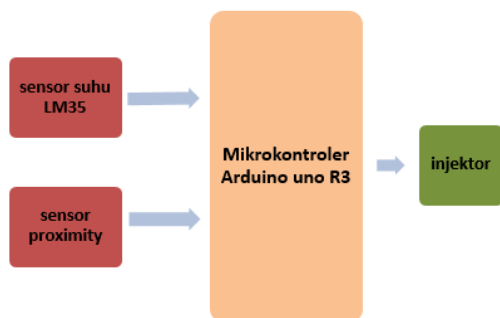 sensor suhu
LM35
sensor
proximity
Mikrokontroler
Arduino uno R3
injektor